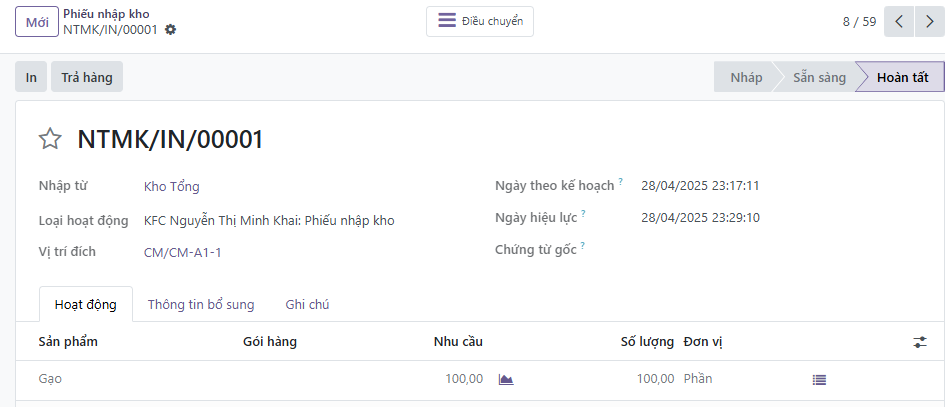 Mới
Phiếu nhập kho
NTMK/IN/00001
Điều chuyển
8 / 59
In
Trả hàng
Nháp
Sẵn sàng
Hoàn tất
NTMK/IN/00001
Nhập từ
Kho Tổng
Ngày theo kế hoạch ?
28/04/2025 23:17:11
Loại hoạt động
KFC Nguyễn Thị Minh Khai: Phiếu nhập kho
Ngày hiệu lực ?
28/04/2025 23:29:10
Vị trí đích
CM/CM-A1-1
Chứng từ gốc ?
Hoạt động
Thông tin bổ sung
Ghi chú
Sản phẩm
Gói hàng
Nhu cầu
Số lượng
Đơn vị
Gạo
100,00
100,00
Phần